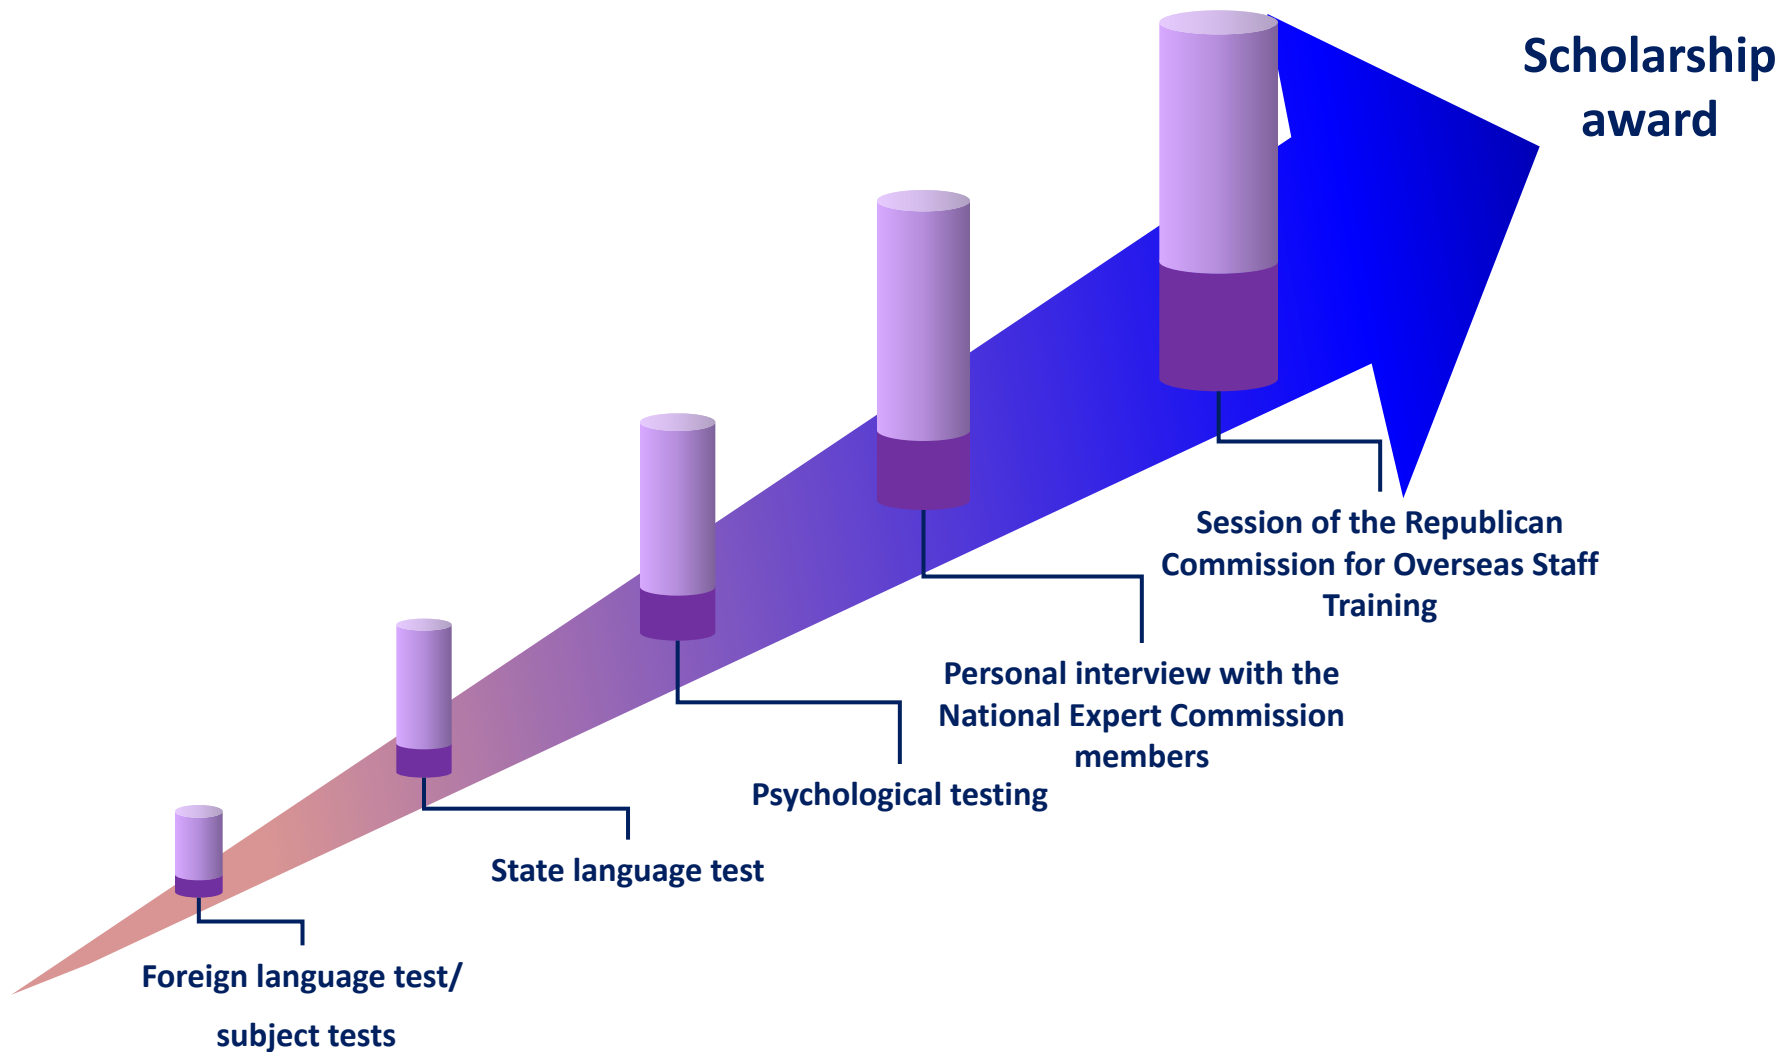 Scholarship
award
Session of the Republican
Commission for Overseas Staff
Training
Personal interview with the
National Expert Commission
members
Psychological testing
State language test
Foreign language test/
subject tests